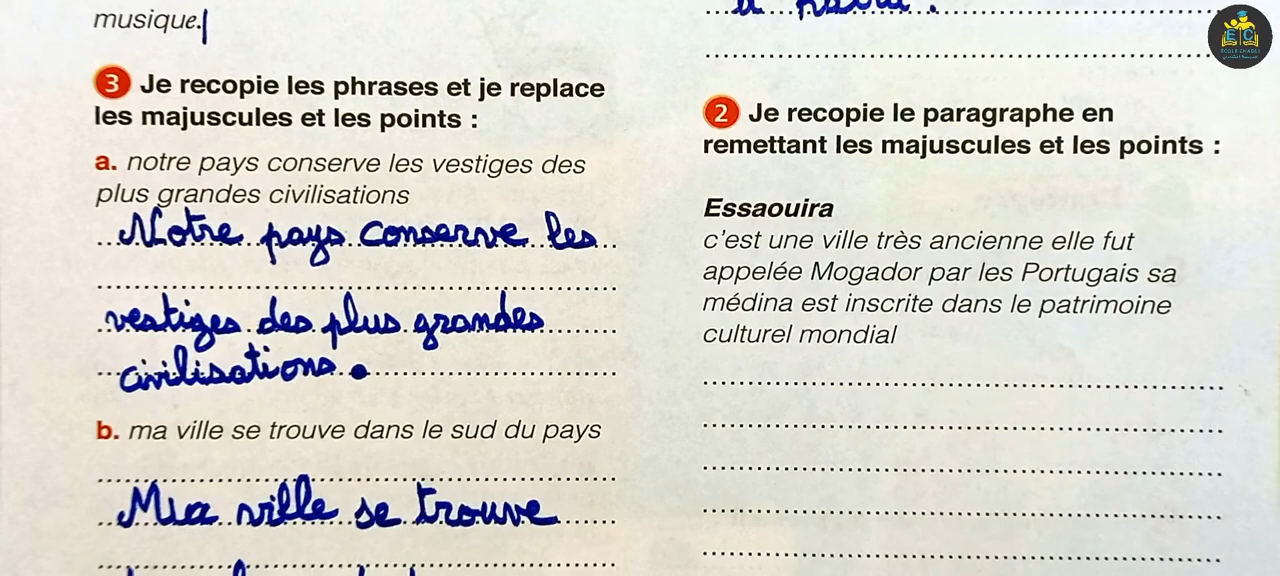 musique.
3 Je recopie les phrases et je replace
les majuscules et les points :
a. notre pays conserve les vestiges des
plus grandes civilisations
Notre pays conserve les
vestiges des plus grandes
civilisations.
b. ma ville se trouve dans le sud du pays
Ma ville se trouve
2 Je recopie le paragraphe en
remettant les majuscules et les points :
Essaouira
c'est une ville très ancienne elle fut
appelée Mogador par les Portugais sa
médina est inscrite dans le patrimoine
culturel mondial
EC